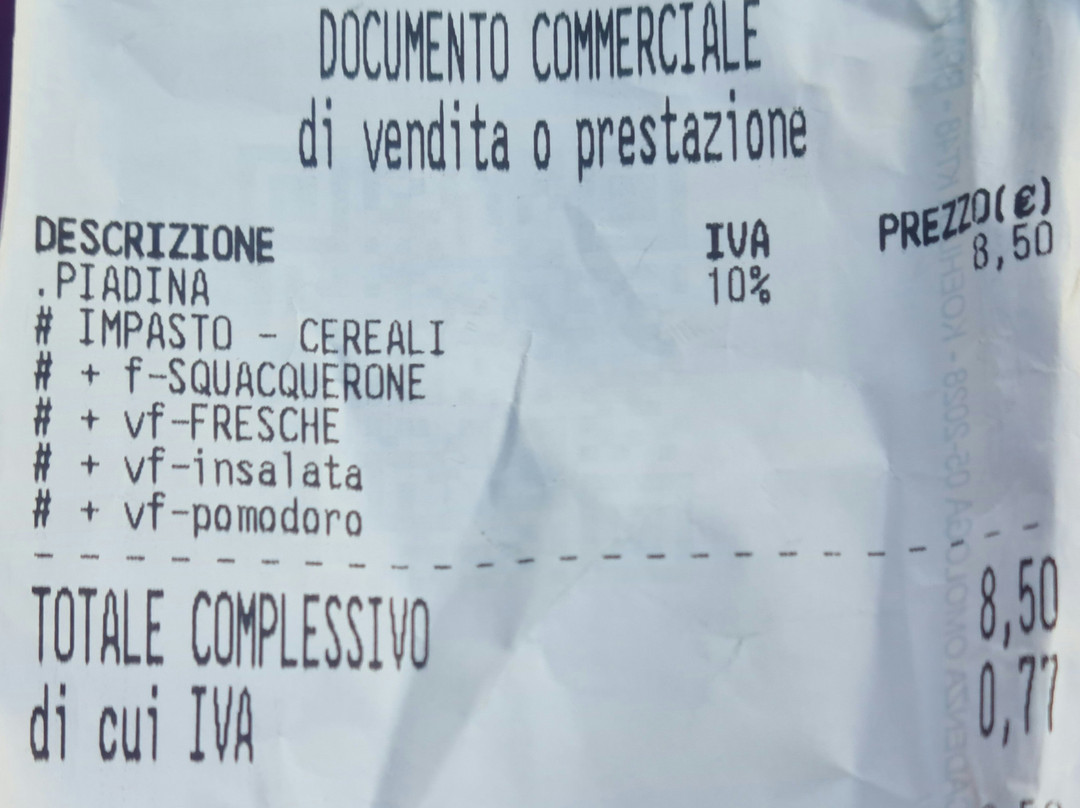 DOCUMENTO COMMERCIALE
di vendita o prestazione
DESCRIZIONE IVA PREZZO(€)
.PIADINA 10% 8,50
# IMPASTO - CEREALI
# + f-SQUACQUERONE
# + vf-FRESCHE
# + vf-insalata
# + vf-pomodoro
TOTALE COMPLESSIVO 8,50
di cui IVA 0,77